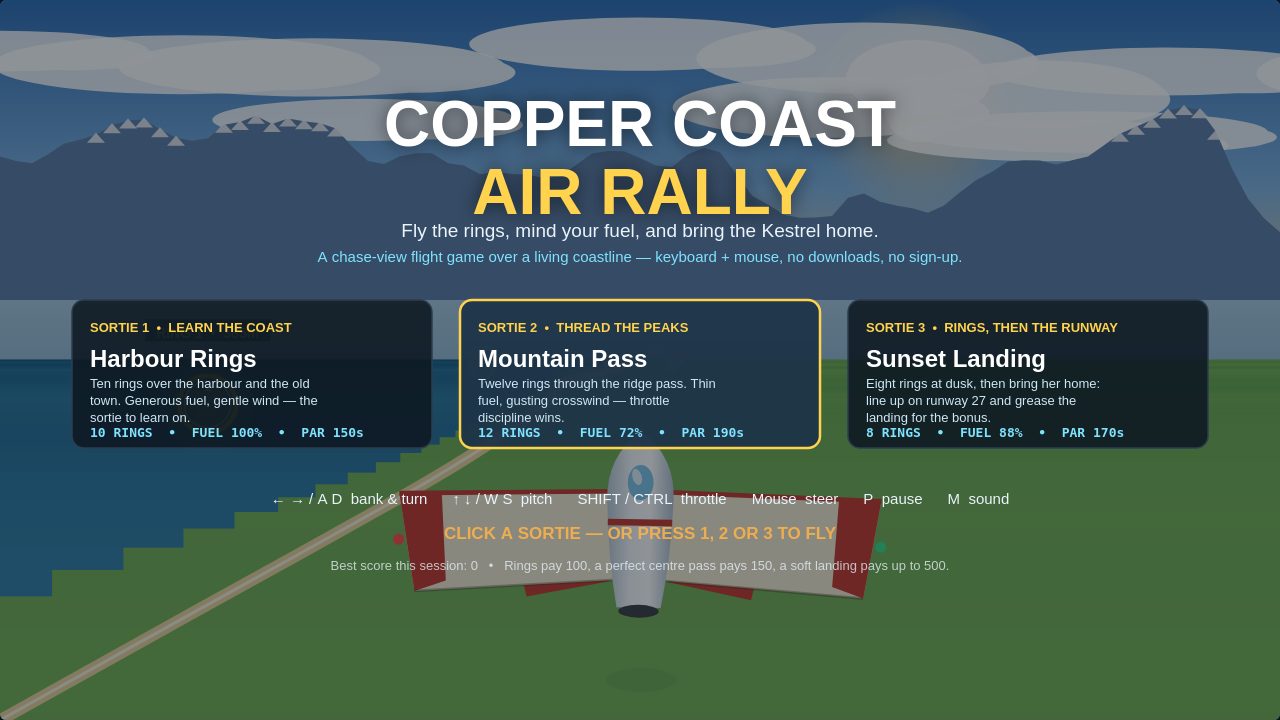 COPPER COAST
AIR RALLY
Fly the rings, mind your fuel, and bring the Kestrel home.
A chase-view flight game over a living coastline — keyboard + mouse, no downloads, no sign-up.
SORTIE 1 • LEARN THE COAST
Harbour Rings
Ten rings over the harbour and the old
town. Generous fuel, gentle wind — the
sortie to learn on.
10 RINGS • FUEL 100% • PAR 150s
SORTIE 2 • THREAD THE PEAKS
Mountain Pass
Twelve rings through the ridge pass. Thin
fuel, gusting crosswind — throttle
discipline wins.
12 RINGS • FUEL 72% • PAR 190s
SORTIE 3 • RINGS, THEN THE RUNWAY
Sunset Landing
Eight rings at dusk, then bring her home:
line up on runway 27 and grease the
landing for the bonus.
8 RINGS • FUEL 88% • PAR 170s
← → / A D bank & turn ↑ ↓ / W S pitch SHIFT / CTRL throttle Mouse steer P pause M sound
CLICK A SORTIE — OR PRESS 1, 2 OR 3 TO FLY
Best score this session: 0 • Rings pay 100, a perfect centre pass pays 150, a soft landing pays up to 500.